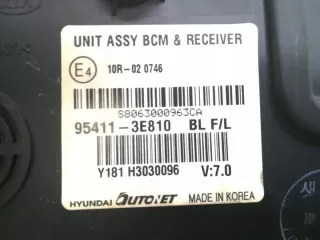 UNIT ASSY BCM & RECEIVER
E4 10R-02 0746
S8063000963CA
95411-3E810 BL F/L
Y181 H3030096 V:7.0
HYUNDAI AUTONET MADE IN KOREA